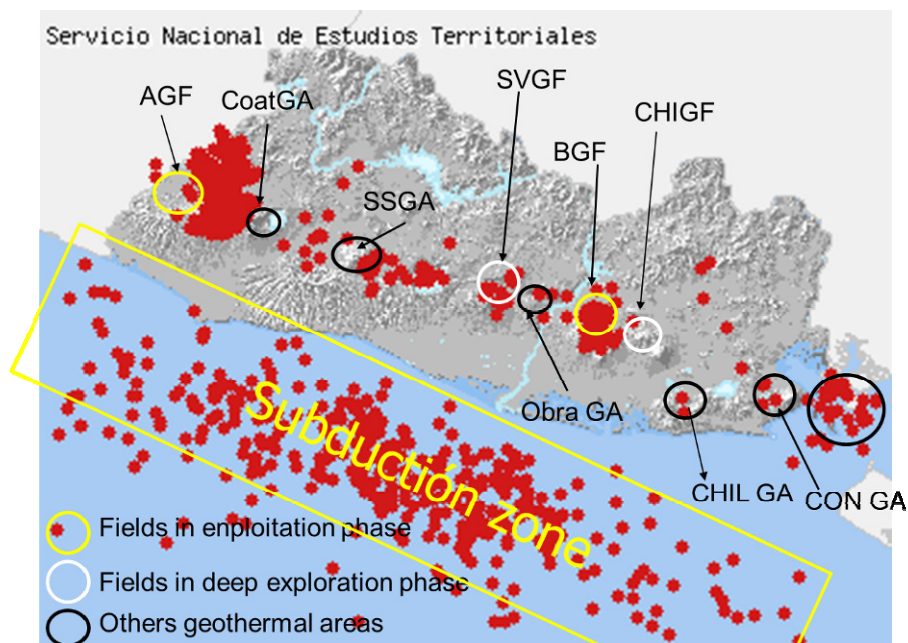 Servicio Nacional de Estudios Territoriales
SVGF
AGF
CoatGA
CHIGF
BGF
SSGA
Obra GA
Subductión zone
CHIL GA
CON GA
Fields in enploitation phase
Fields in deep exploration phase
Others geothermal areas